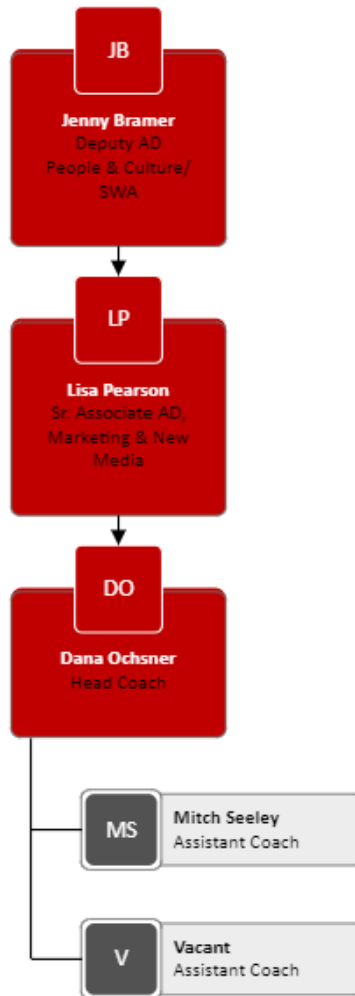 JB
Jenny Bramer
Deputy AD
People & Culture/
SWA
LP
Lisa Pearson
Sr. Associate AD,
Marketing & New
Media
DO
Dana Ochsner
Head Coach
MS
Mitch Seeley
Assistant Coach
V
Vacant
Assistant Coach